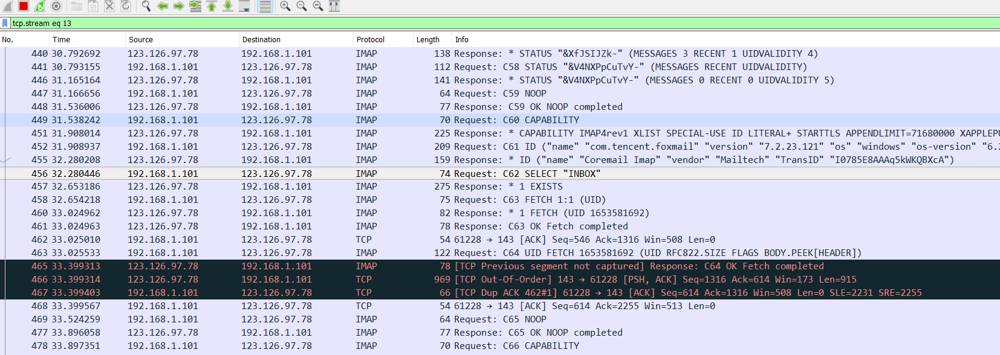 tcp.stream eq 13
No. Time Source Destination Protocol Length Info
440 30.792692 123.126.97.78 192.168.1.101 IMAP 138 Response: * STATUS "&XfJSIJZk-" (MESSAGES 3 RECENT 1 UIDVALIDITY 4)
441 30.793155 192.168.1.101 123.126.97.78 IMAP 112 Request: C58 STATUS "&V4NXPpCuTvY-" (MESSAGES RECENT UIDVALIDITY)
446 31.165164 123.126.97.78 192.168.1.101 IMAP 141 Response: * STATUS "&V4NXPpCuTvY-" (MESSAGES 0 RECENT 0 UIDVALIDITY 5)
447 31.166656 192.168.1.101 123.126.97.78 IMAP 64 Request: C59 NOOP
448 31.536006 123.126.97.78 192.168.1.101 IMAP 77 Response: C59 OK NOOP completed
449 31.538242 192.168.1.101 123.126.97.78 IMAP 70 Request: C60 CAPABILITY
451 31.908014 123.126.97.78 192.168.1.101 IMAP 225 Response: * CAPABILITY IMAP4rev1 XLIST SPECIAL-USE ID LITERAL+ STARTTLS APPENDLIMIT=71680000 XAPPLEPU
452 31.908937 192.168.1.101 123.126.97.78 IMAP 209 Request: C61 ID ("name" "com.tencent.foxmail" "version" "7.2.23.121" "os" "windows" "os-version" "6.2
455 32.280208 123.126.97.78 192.168.1.101 IMAP 159 Response: * ID ("name" "Coremail Imap" "vendor" "Mailtech" "TransID" "I0785E8AAAq5kWKQBXcA")
456 32.280446 192.168.1.101 123.126.97.78 IMAP 74 Request: C62 SELECT "INBOX"
457 32.653186 123.126.97.78 192.168.1.101 IMAP 275 Response: * 1 EXISTS
458 32.654218 192.168.1.101 123.126.97.78 IMAP 75 Request: C63 FETCH 1:1 (UID)
460 33.024962 123.126.97.78 192.168.1.101 IMAP 82 Response: * 1 FETCH (UID 1653581692)
461 33.024963 123.126.97.78 192.168.1.101 IMAP 78 Response: C63 OK Fetch completed
462 33.025010 192.168.1.101 123.126.97.78 TCP 54 61228 → 143 [ACK] Seq=546 Ack=1316 Win=508 Len=0
463 33.025533 192.168.1.101 123.126.97.78 IMAP 122 Request: C64 UID FETCH 1653581692 (UID RFC822.SIZE FLAGS BODY.PEEK[HEADER])
465 33.399313 123.126.97.78 192.168.1.101 IMAP 78 [TCP Previous segment not captured] Response: C64 OK Fetch completed
466 33.399314 123.126.97.78 192.168.1.101 TCP 969 [TCP Out-Of-Order] 143 → 61228 [PSH, ACK] Seq=1316 Ack=614 Win=173 Len=915
467 33.399403 192.168.1.101 123.126.97.78 TCP 66 [TCP Dup ACK 462#1] 61228 → 143 [ACK] Seq=614 Ack=1316 Win=508 Len=0 SLE=2231 SRE=2255
468 33.399567 192.168.1.101 123.126.97.78 TCP 54 61228 → 143 [ACK] Seq=614 Ack=2255 Win=513 Len=0
469 33.524259 192.168.1.101 123.126.97.78 IMAP 64 Request: C65 NOOP
477 33.896058 123.126.97.78 192.168.1.101 IMAP 77 Response: C65 OK NOOP completed
478 33.897351 192.168.1.101 123.126.97.78 IMAP 70 Request: C66 CAPABILITY